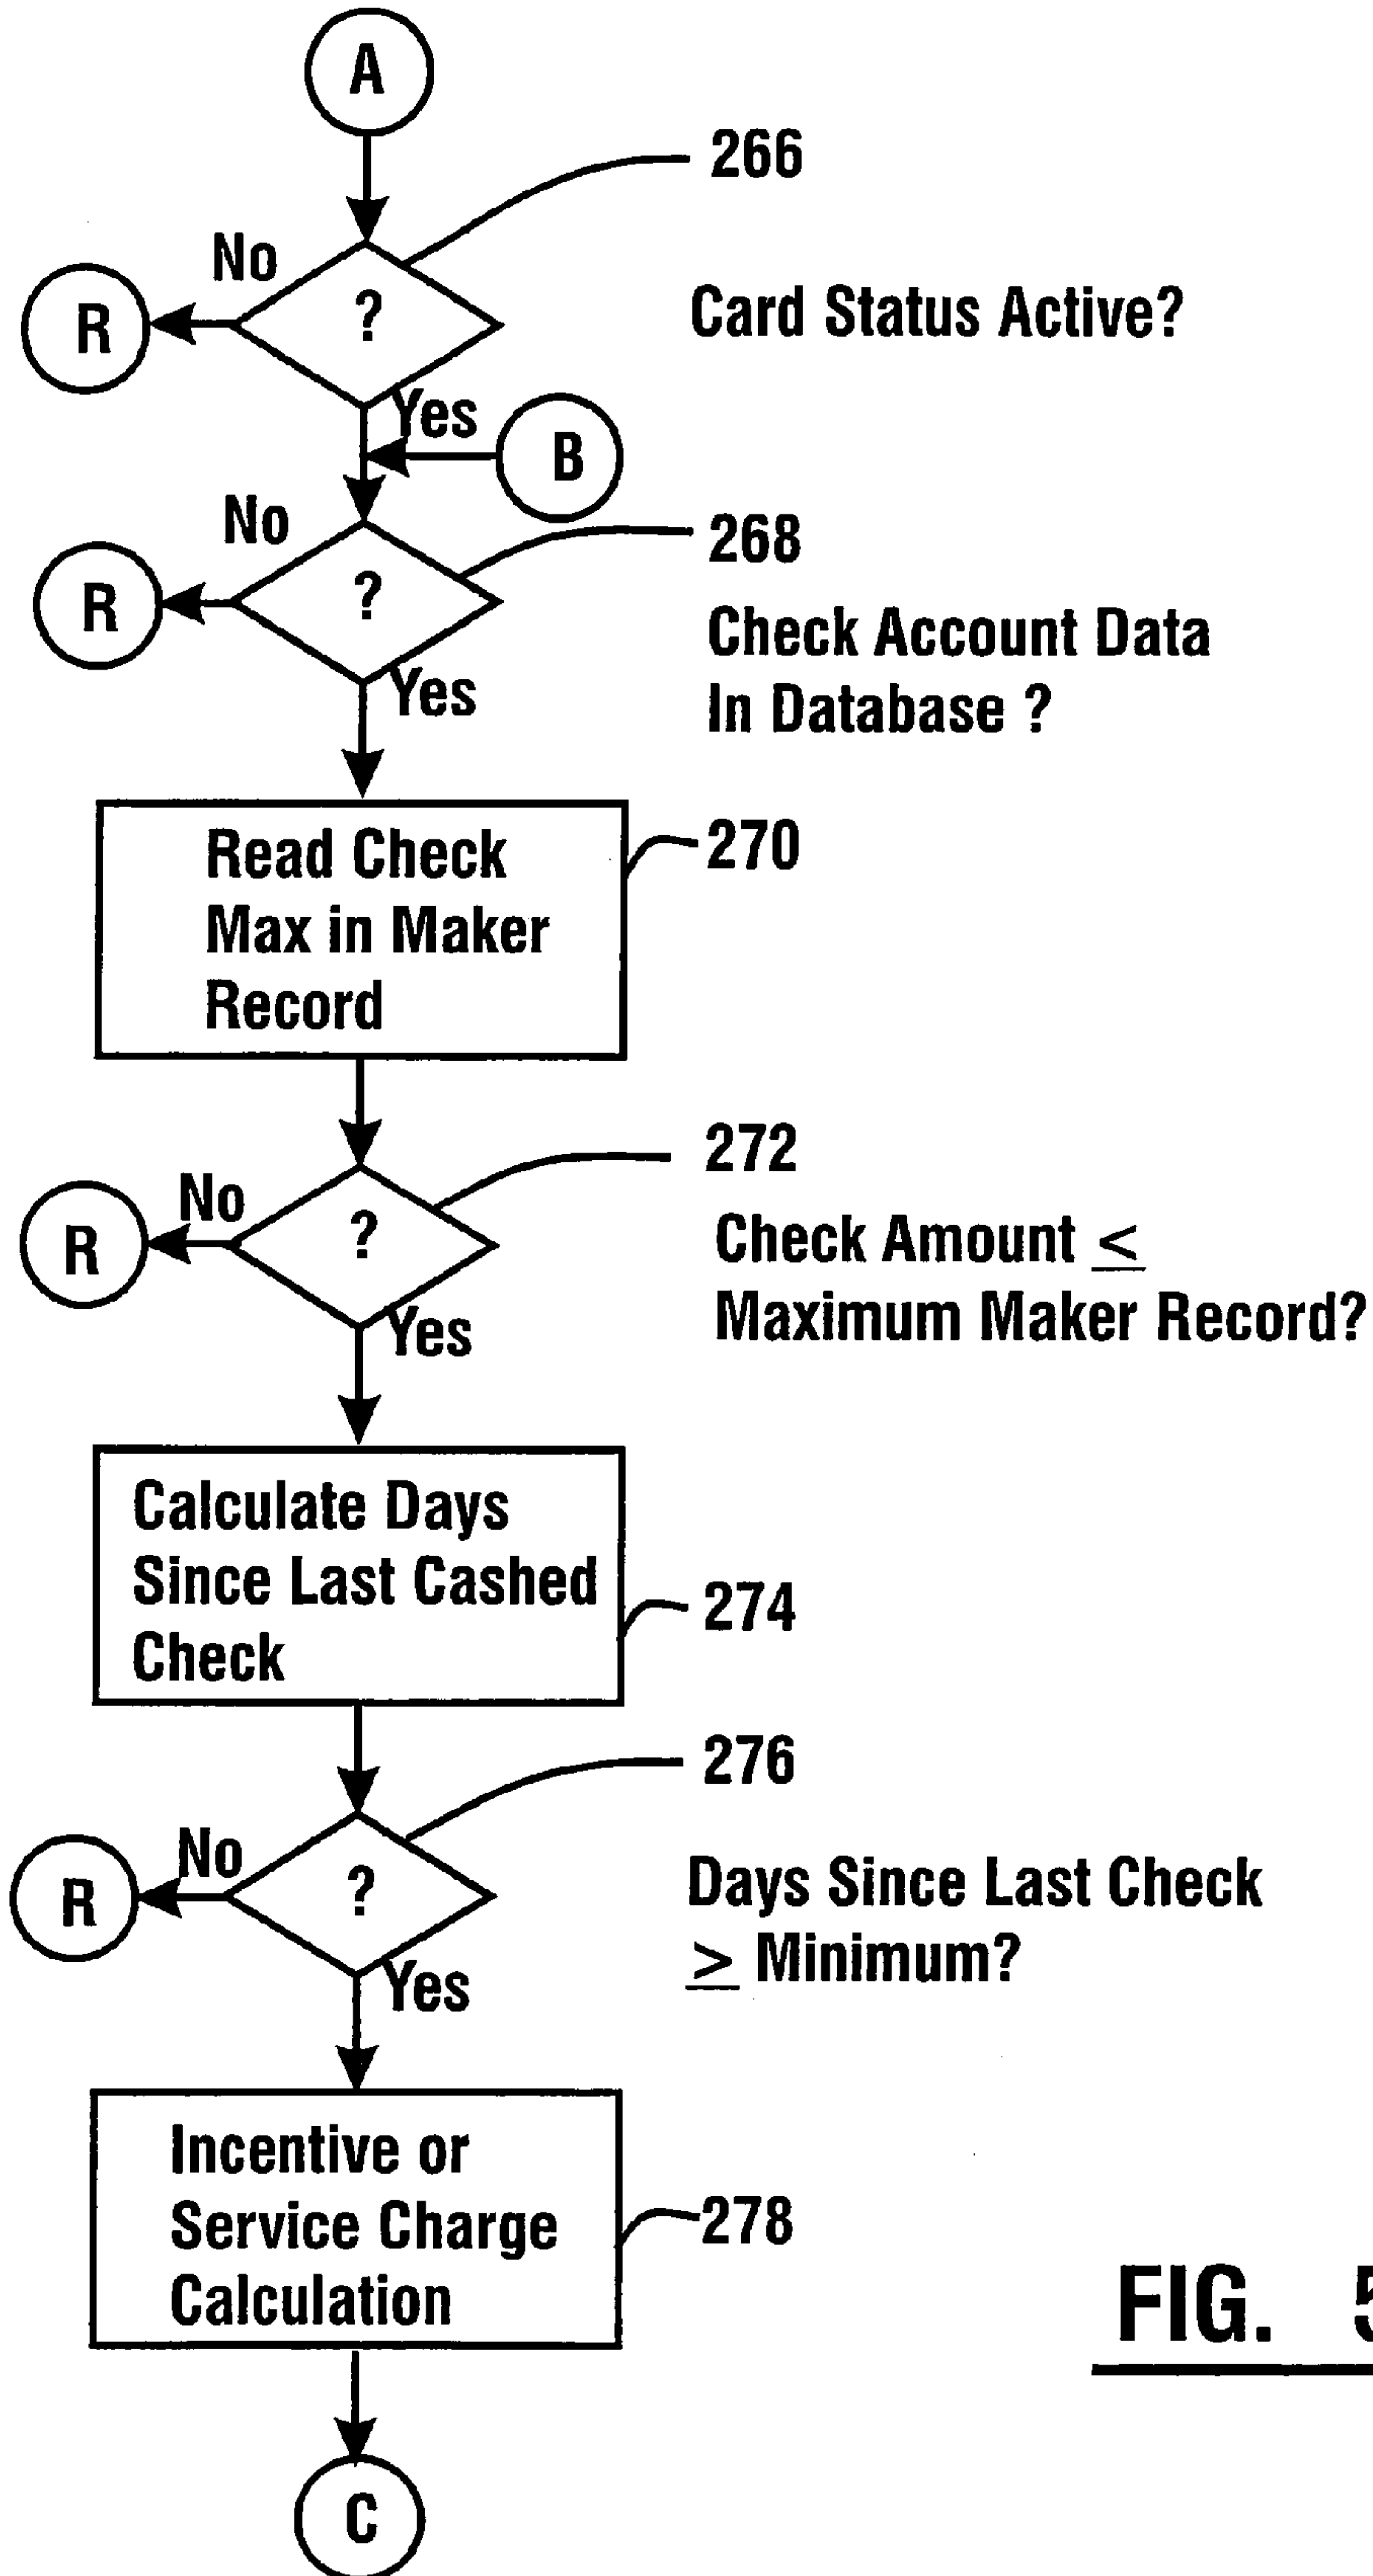 A
266
No
R
?
Card Status Active?
Yes
B
No
268
R
?
Check Account Data
In Database ?
Yes
Read Check
Max in Maker
Record
270
272
No
R
?
Check Amount ≤
Maximum Maker Record?
Yes
Calculate Days
Since Last Cashed
Check
274
276
No
R
?
Days Since Last Check
≥ Minimum?
Yes
Incentive or
Service Charge
Calculation
278
FIG. 5
C